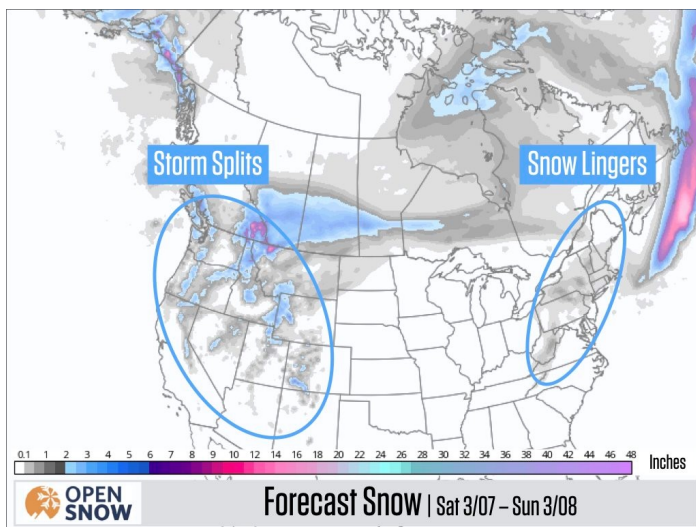 Storm Splits
Snow Lingers
0.1 1 2 3 4 5 6 7 8 9 10 12 14 16 18 20 22 24 26 28 30 32 34 36 38 40 42 44 46 48 Inches
OPEN
SNOW
Forecast Snow | Sat 3/07 – Sun 3/08